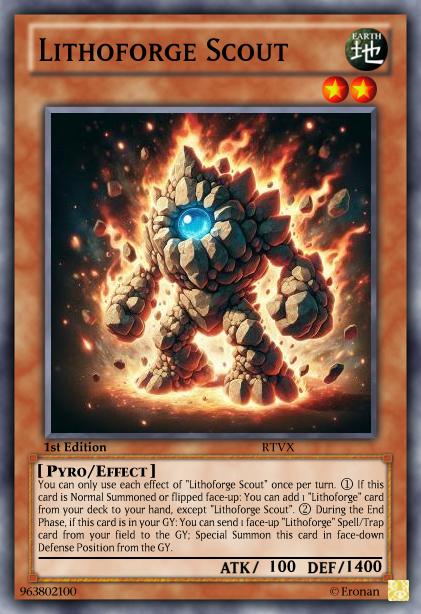 LITHOFORGE SCOUT
EARTH
地
1st Edition RTVX
[ PYRO/EFFECT ]
You can only use each effect of "Lithoforge Scout" once per turn. ① If this
card is Normal Summoned or flipped face-up: You can add 1 "Lithoforge" card
from your deck to your hand, except "Lithoforge Scout". ② During the End
Phase, if this card is in your GY: You can send 1 face-up "Lithoforge" Spell/Trap
card from your field to the GY; Special Summon this card in face-down
Defense Position from the GY.
ATK/ 100 DEF/1400
963802100 © Eronan